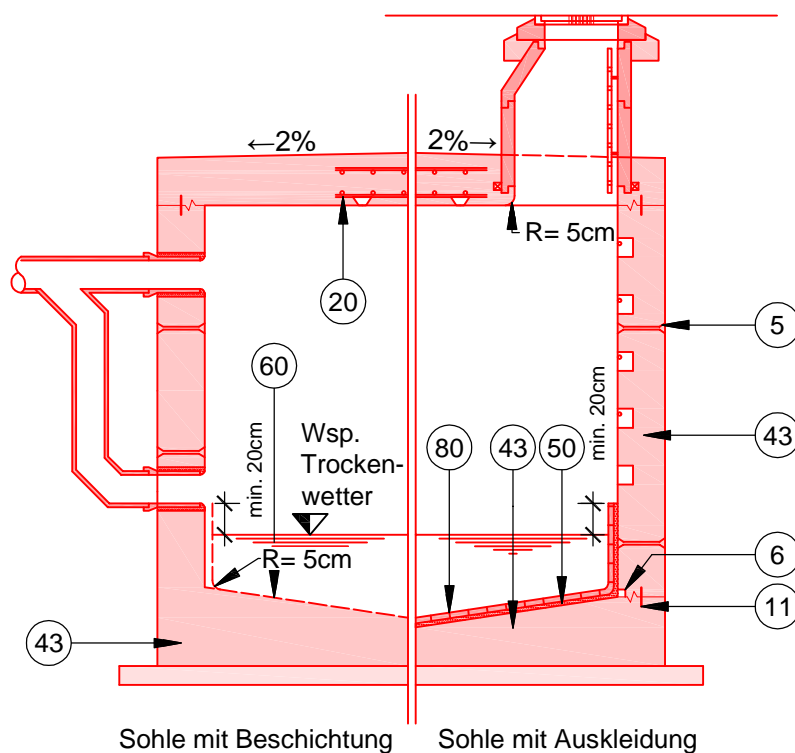 ←2%
2%→
R= 5cm
20
5
60
min. 20cm
Wsp.
Trocken-
wetter
80
43
50
min. 20cm
43
R= 5cm
6
11
43
Sohle mit Beschichtung
Sohle mit Auskleidung